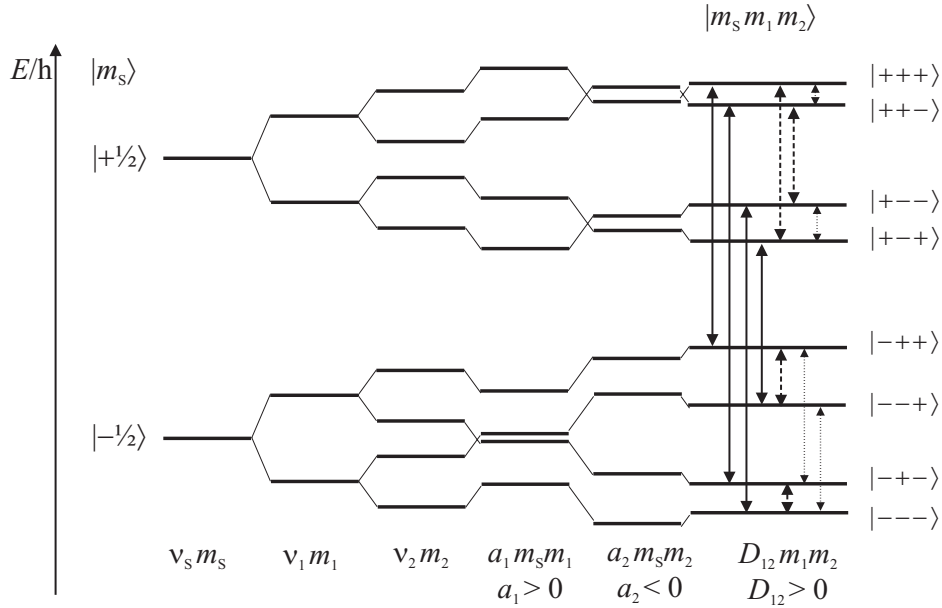 |m_S m_1 m_2⟩
E/h
|m_S⟩
|+++⟩
|++−⟩
|+½⟩
|+−−⟩
|+−+⟩
|−++⟩
|−−+⟩
|−½⟩
|−+−⟩
|−−−⟩
ν_S m_S ν_1 m_1 ν_2 m_2 a_1 m_S m_1 a_2 m_S m_2 D_12 m_1 m_2
a_1 > 0 a_2 < 0 D_12 > 0